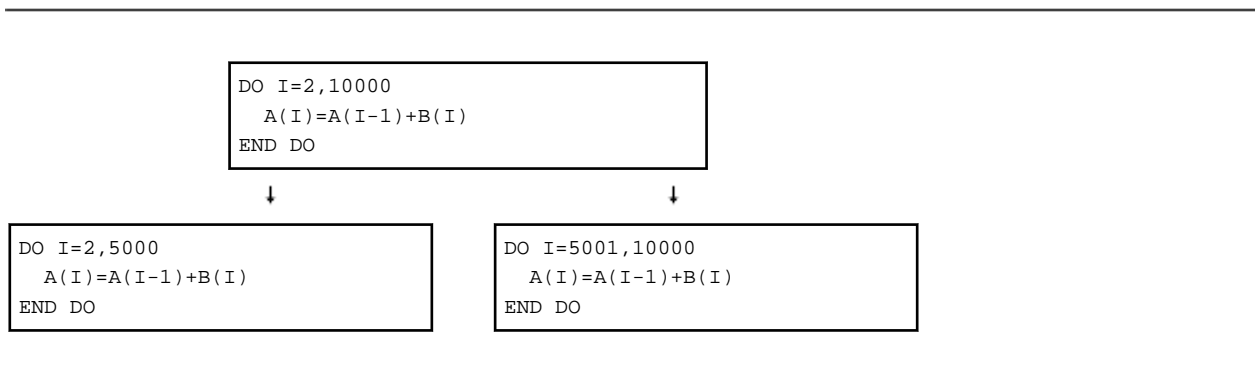 DO I=2,10000
A(I)=A(I-1)+B(I)
END DO
DO I=2,5000
A(I)=A(I-1)+B(I)
END DO
DO I=5001,10000
A(I)=A(I-1)+B(I)
END DO